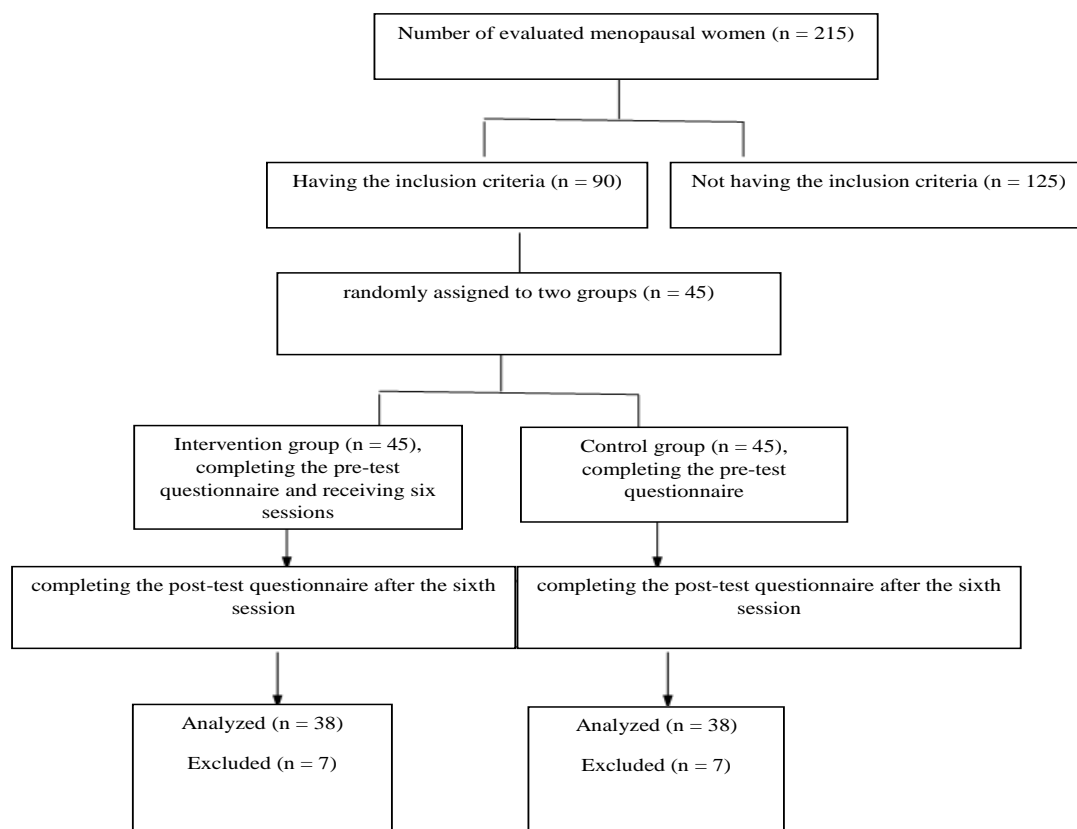 Number of evaluated menopausal women (n = 215)
Having the inclusion criteria (n = 90)
Not having the inclusion criteria (n = 125)
randomly assigned to two groups (n = 45)
Intervention group (n = 45),
completing the pre-test
questionnaire and receiving six
sessions
Control group (n = 45),
completing the pre-test
questionnaire
completing the post-test questionnaire after the sixth
session
completing the post-test questionnaire after the sixth
session
Analyzed (n = 38)
Excluded (n = 7)
Analyzed (n = 38)
Excluded (n = 7)